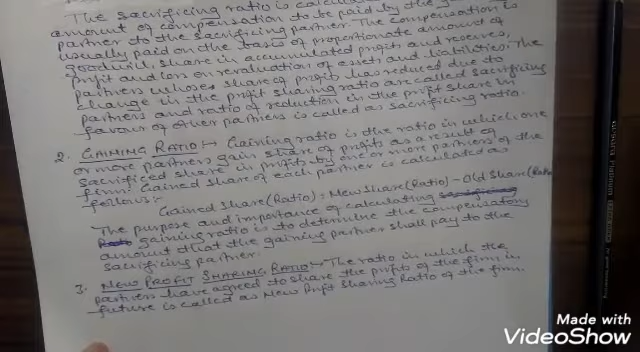 The sacrificing ratio is calcula
amount of compensation to be paid by the
partner to the sacrificing partner. The compensation is
usually paid on the basis of proportionate amount of
goodwill, share in accumulated profits and reserves,
profit and loss on revaluation of assets and liabilities. The
partners whose share of profit has reduced due to
change in the profit sharing ratio are called sacrificing
partners and ratio of reduction in the profit share in
favour of other partners is called as sacrificing ratio.
2. GAINING RATIO:→ Gaining ratio is the ratio in which one
or more partners gain share of profits as a result of
sacrificed share in profits by one or more partners of the
firm. Gained share of each partner is calculated as
follows:-
Gained Share (Ratio) = New Share (Ratio) - Old Share (Ratio
The purpose and importance of calculating
gaining ratio is to determine the compensatory
amount that the gaining partner shall pay to the
sacrificing partner.
3. NEW PROFIT SHARING RATIO:→ The ratio in which the
partners have agreed to share the profits of the firm in
future is called as New Profit Sharing Ratio of the firm.
Made with
VideoShow